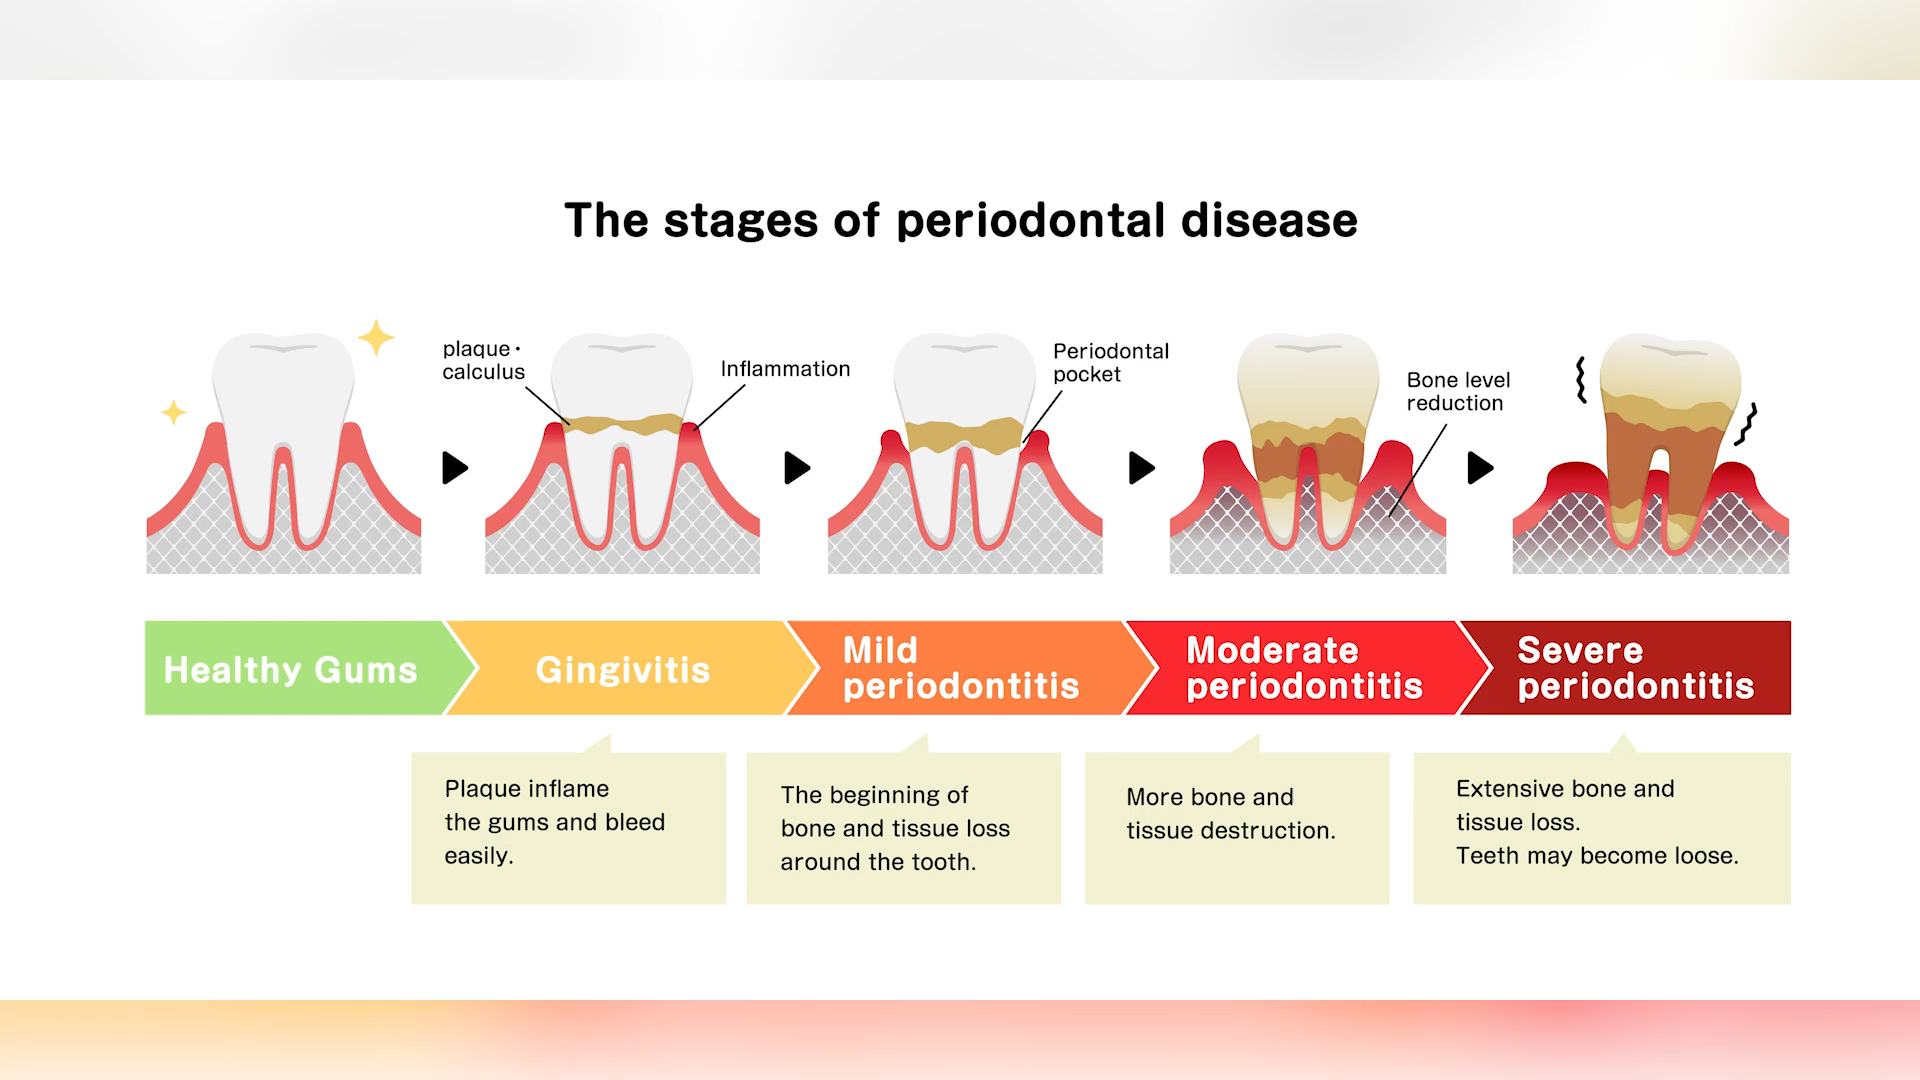 The stages of periodontal disease
plaque・
calculus
Inflammation
Periodontal
pocket
Bone level
reduction
Healthy Gums
Gingivitis
Mild
periodontitis
Moderate
periodontitis
Severe
periodontitis
Plaque inflame
the gums and bleed
easily.
The beginning of
bone and tissue loss
around the tooth.
More bone and
tissue destruction.
Extensive bone and
tissue loss.
Teeth may become loose.